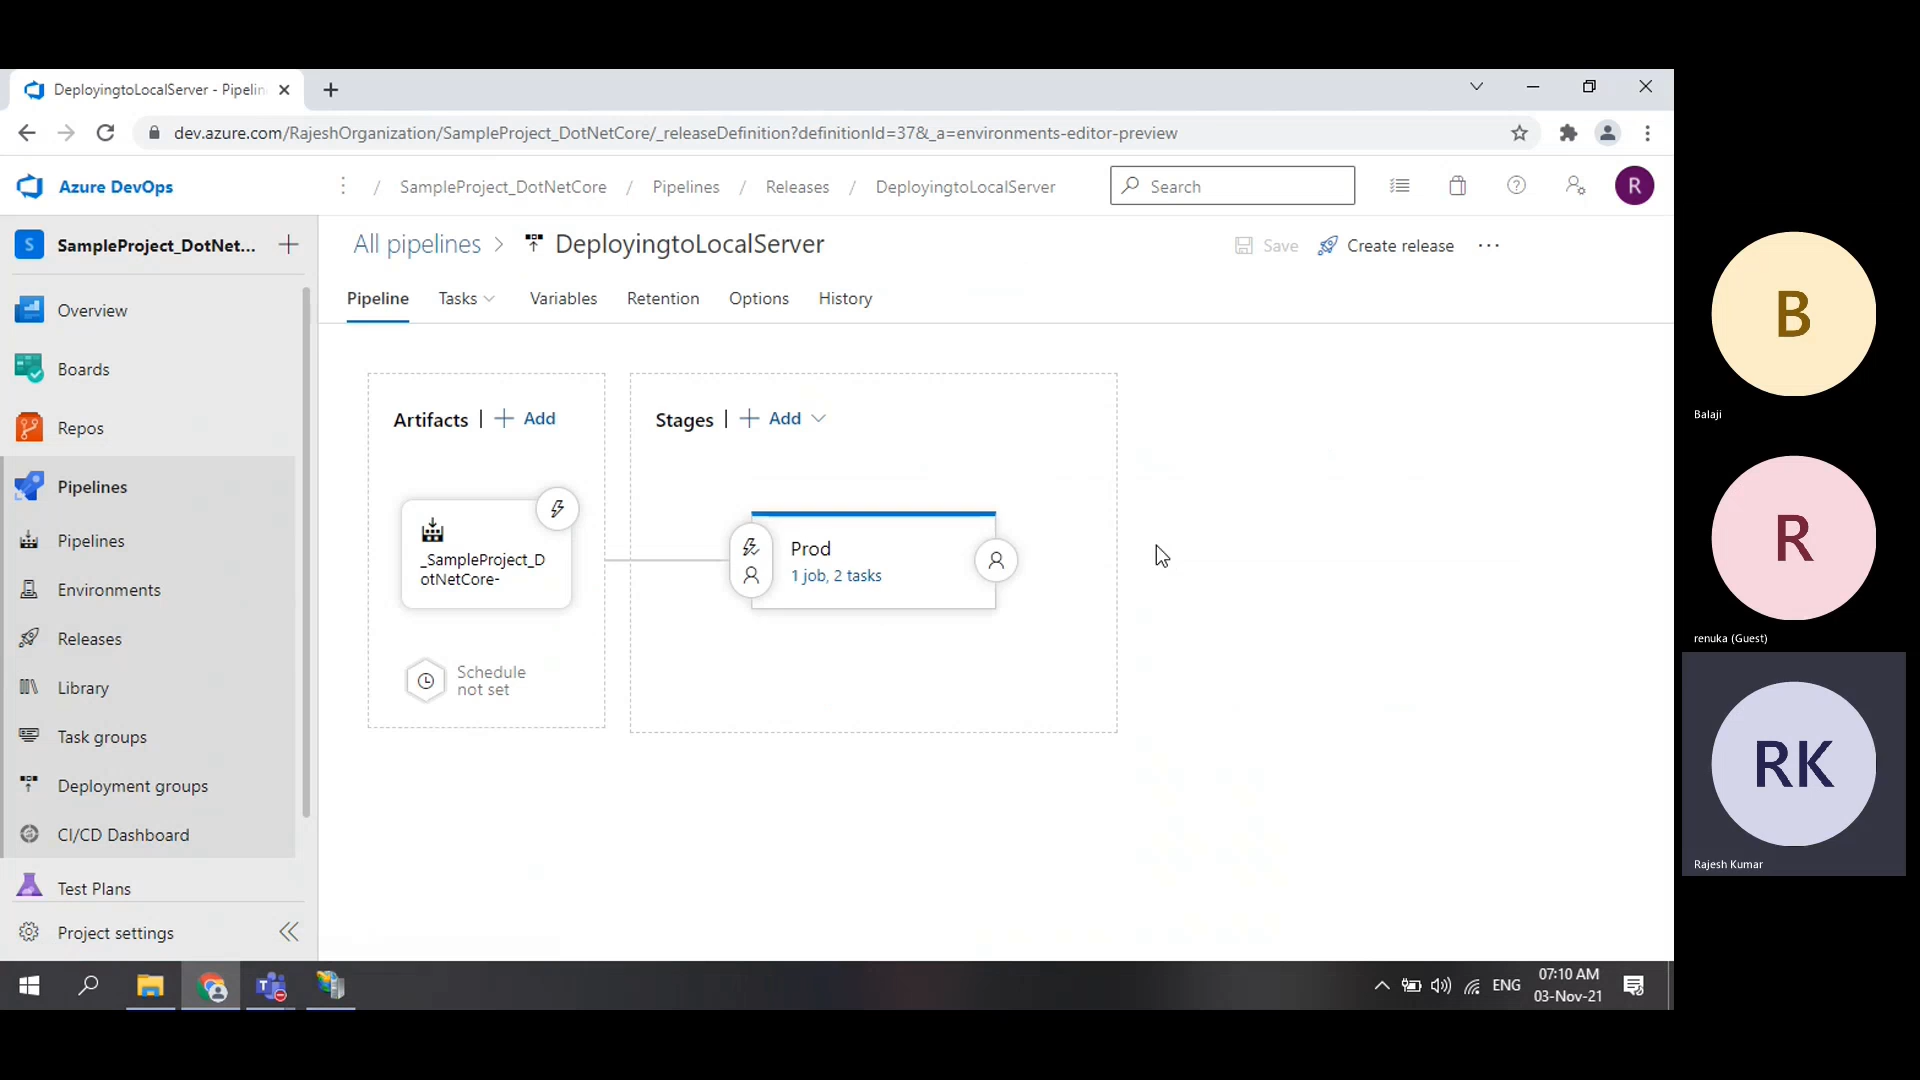 DeployingtoLocalServer - Pipelin
dev.azure.com/RajeshOrganization/SampleProject_DotNetCore/_releaseDefinition?definitionId=37&_a=environments-editor-preview
Azure DevOps
/ SampleProject_DotNetCore / Pipelines / Releases / DeployingtoLocalServer
Search
R
S
SampleProject_DotNet...
Overview
Boards
Repos
Pipelines
Pipelines
Environments
Releases
Library
Task groups
Deployment groups
CI/CD Dashboard
Test Plans
Project settings
All pipelines > DeployingtoLocalServer
Save
Create release
Pipeline
Tasks
Variables
Retention
Options
History
Artifacts | + Add
_SampleProject_D
otNetCore-
Schedule
not set
Stages | + Add
Prod
1 job, 2 tasks
ENG
07:10 AM
03-Nov-21
B
Balaji
R
renuka (Guest)
RK
Rajesh Kumar